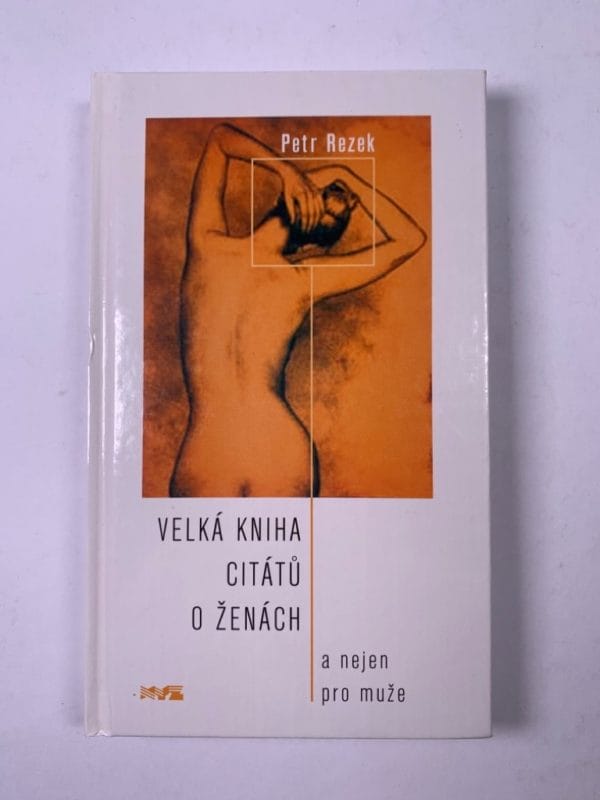 Petr Rezek
VELKÁ KNIHA
CITÁTŮ
O ŽENÁCH
a nejen
pro muže